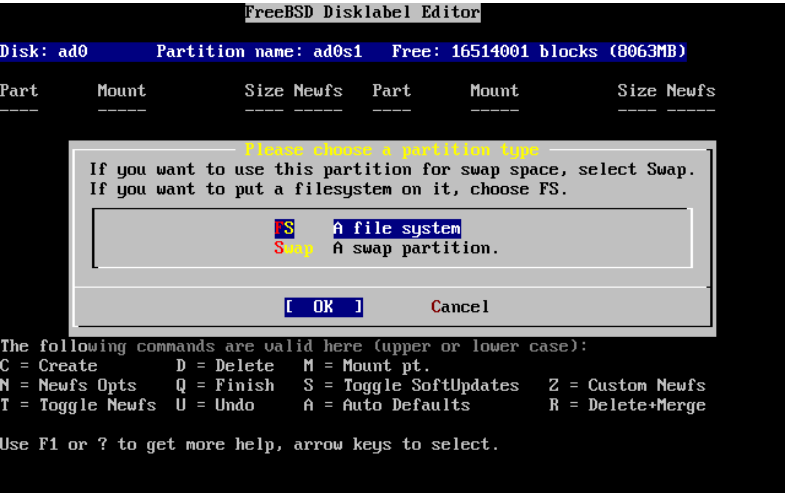 FreeBSD Disklabel Editor
Disk: ad0 Partition name: ad0s1 Free: 16514001 blocks (8063MB)
Part Mount Size Newfs Part Mount Size Newfs
---- ----- ---- ----- ---- ----- ---- -----
Please choose a partition type
If you want to use this partition for swap space, select Swap.
If you want to put a filesystem on it, choose FS.
FS A file system
Swap A swap partition.
[ OK ] Cancel
The following commands are valid here (upper or lower case):
C = Create D = Delete M = Mount pt.
N = Newfs Opts Q = Finish S = Toggle SoftUpdates Z = Custom Newfs
T = Toggle Newfs U = Undo A = Auto Defaults R = Delete+Merge
Use F1 or ? to get more help, arrow keys to select.